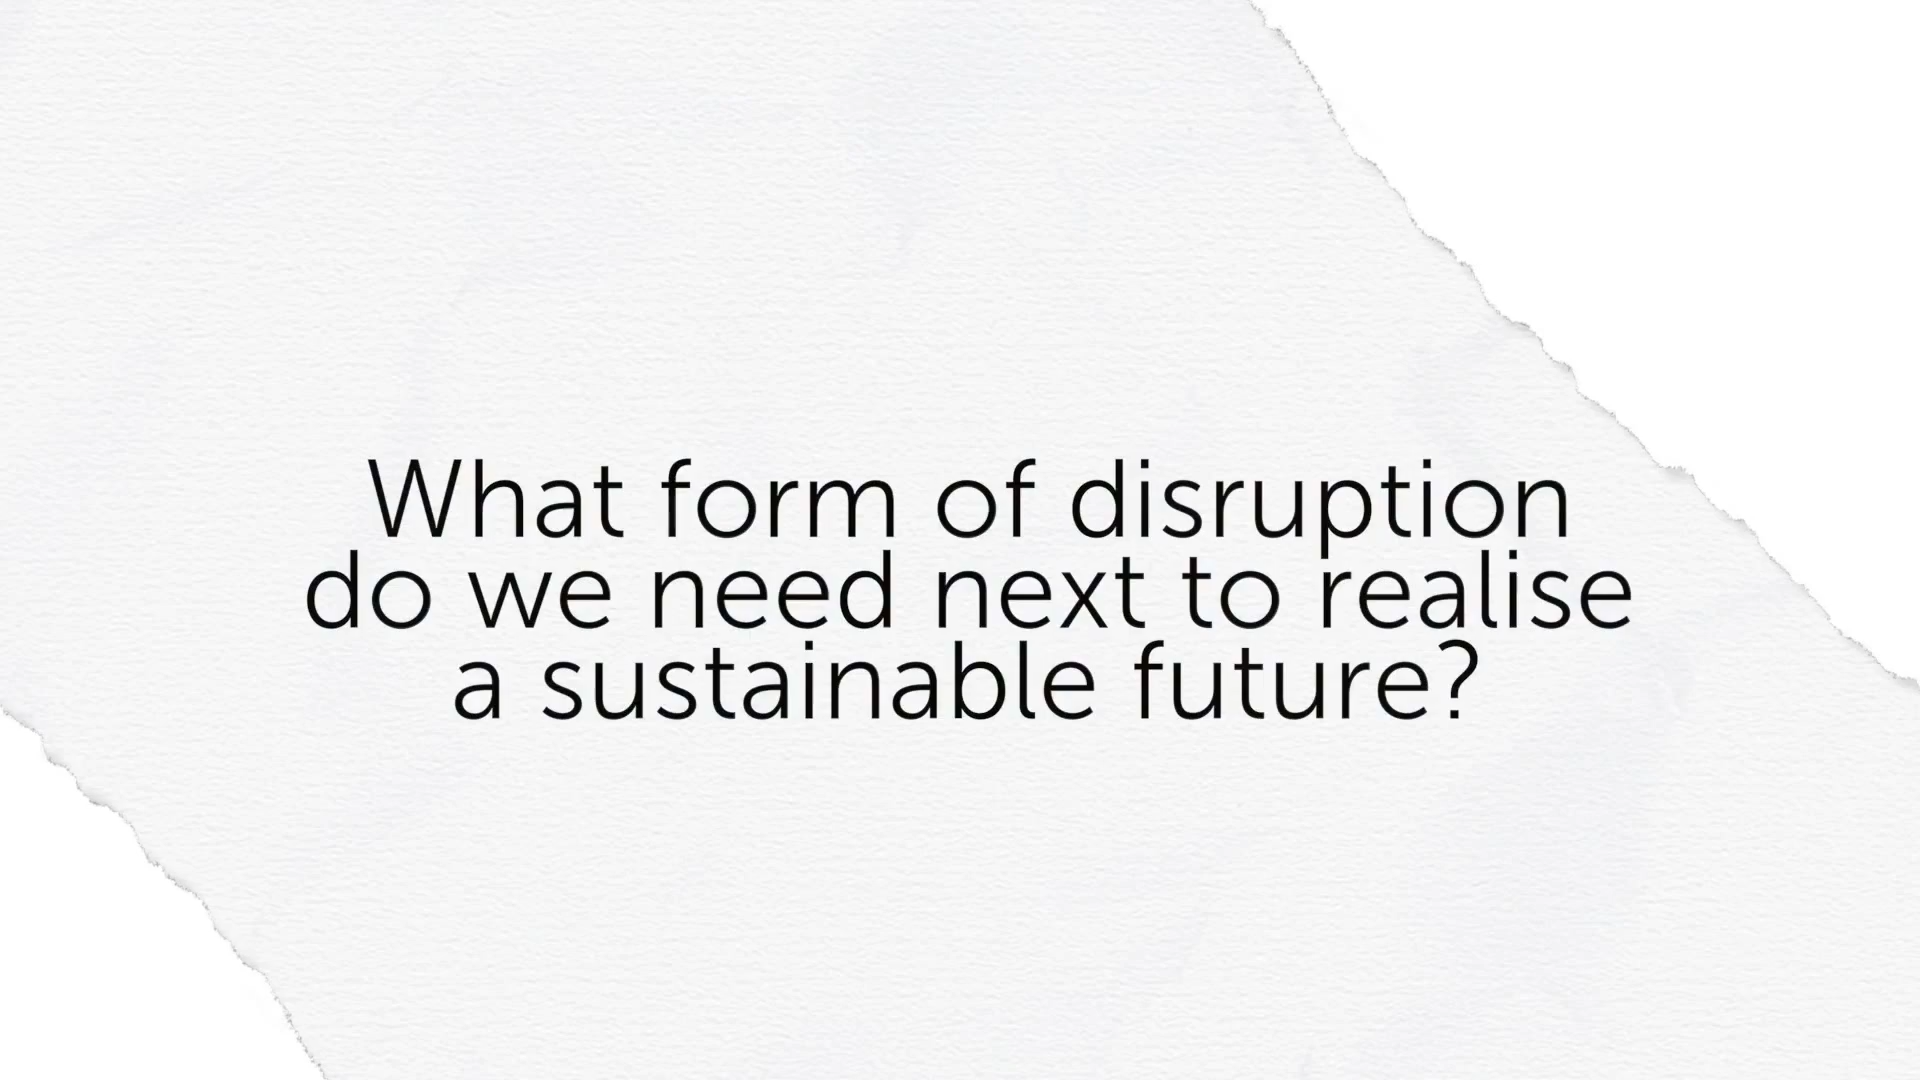 What form of disruption
do we need next to realise
a sustainable future?